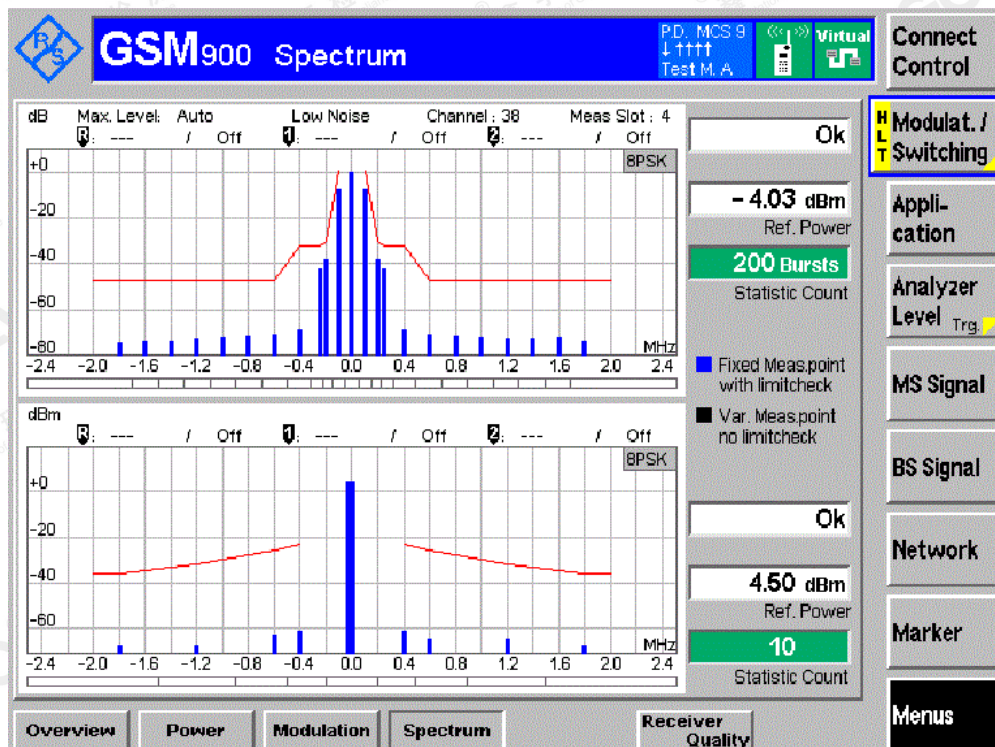 R/S
GSM900 Spectrum
P.D. MCS 9
↓ ↑↑↑↑
Test M. A
Virtual
Connect Control
dB Max. Level: Auto Low Noise Channel : 38 Meas Slot : 4
R: --- / Off 1: --- / Off 2: --- / Off
8PSK
+0
-20
-40
-60
-80
MHz
-2.4 -2.0 -1.6 -1.2 -0.8 -0.4 0.0 0.4 0.8 1.2 1.6 2.0 2.4
Ok
- 4.03 dBm
Ref. Power
200 Bursts
Statistic Count
Fixed Meas.point
with limitcheck
Var. Meas.point
no limitcheck
dBm
R: --- / Off 1: --- / Off 2: --- / Off
8PSK
+0
-20
-40
-60
MHz
-2.4 -2.0 -1.6 -1.2 -0.8 -0.4 0.0 0.4 0.8 1.2 1.6 2.0 2.4
Ok
4.50 dBm
Ref. Power
10
Statistic Count
H L T
Modulat. /
Switching
Appli-
cation
Analyzer
Level Trg.
MS Signal
BS Signal
Network
Marker
Menus
Overview
Power
Modulation
Spectrum
Receiver
Quality